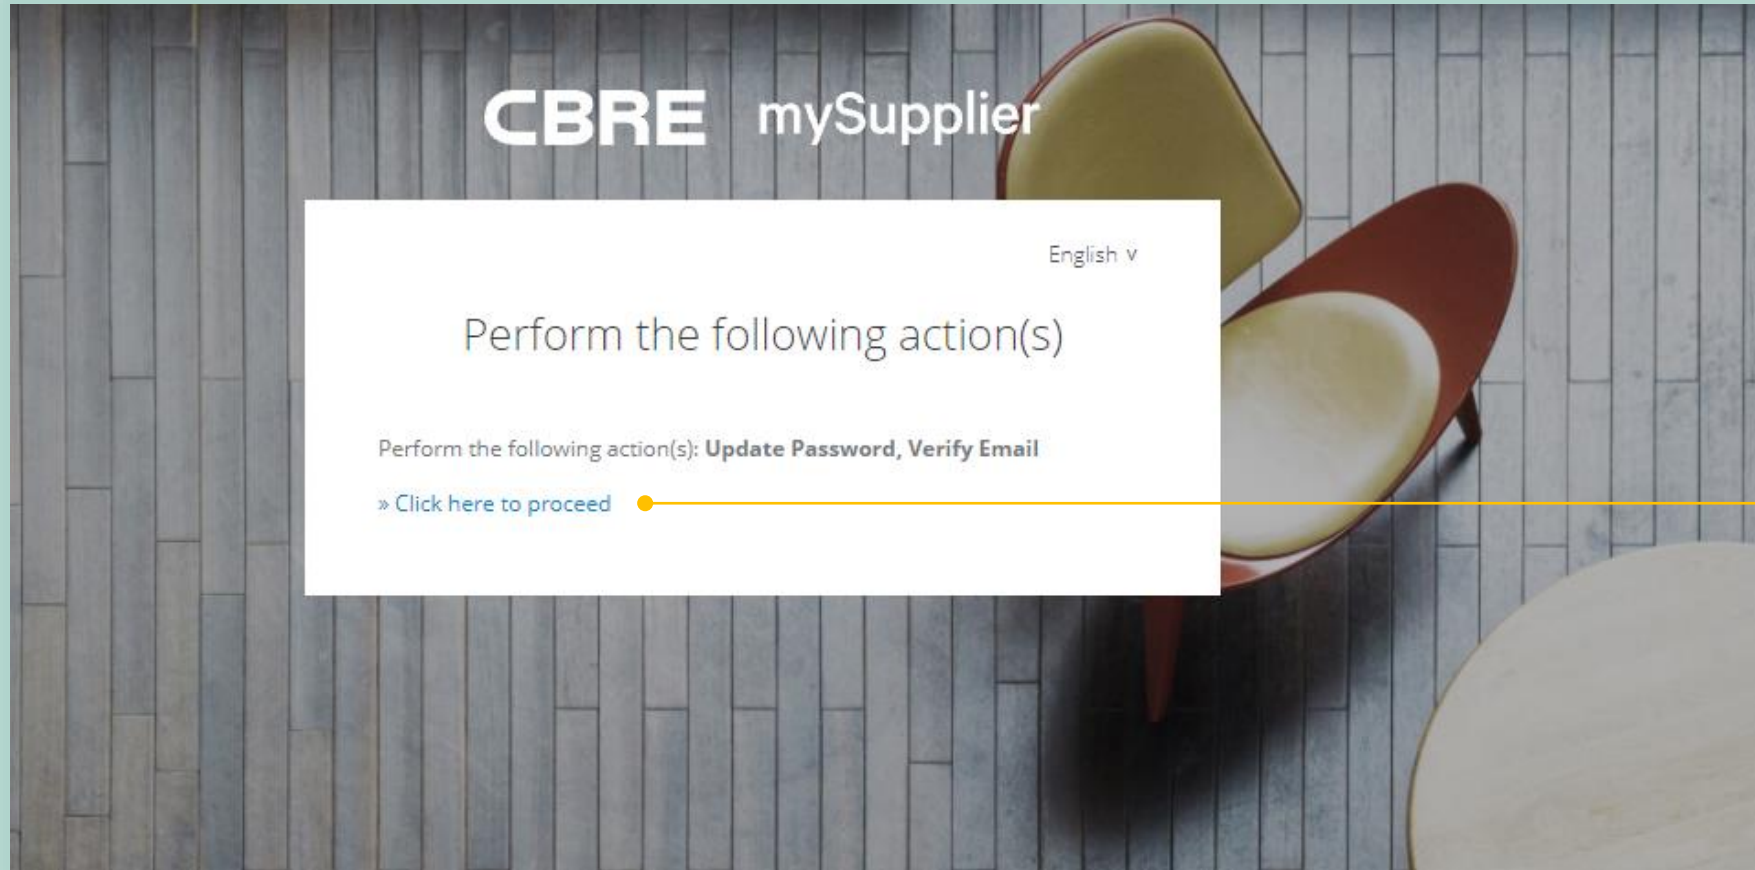 CBRE mySupplier
English v
Perform the following action(s)
Perform the following action(s): Update Password, Verify Email
» Click here to proceed